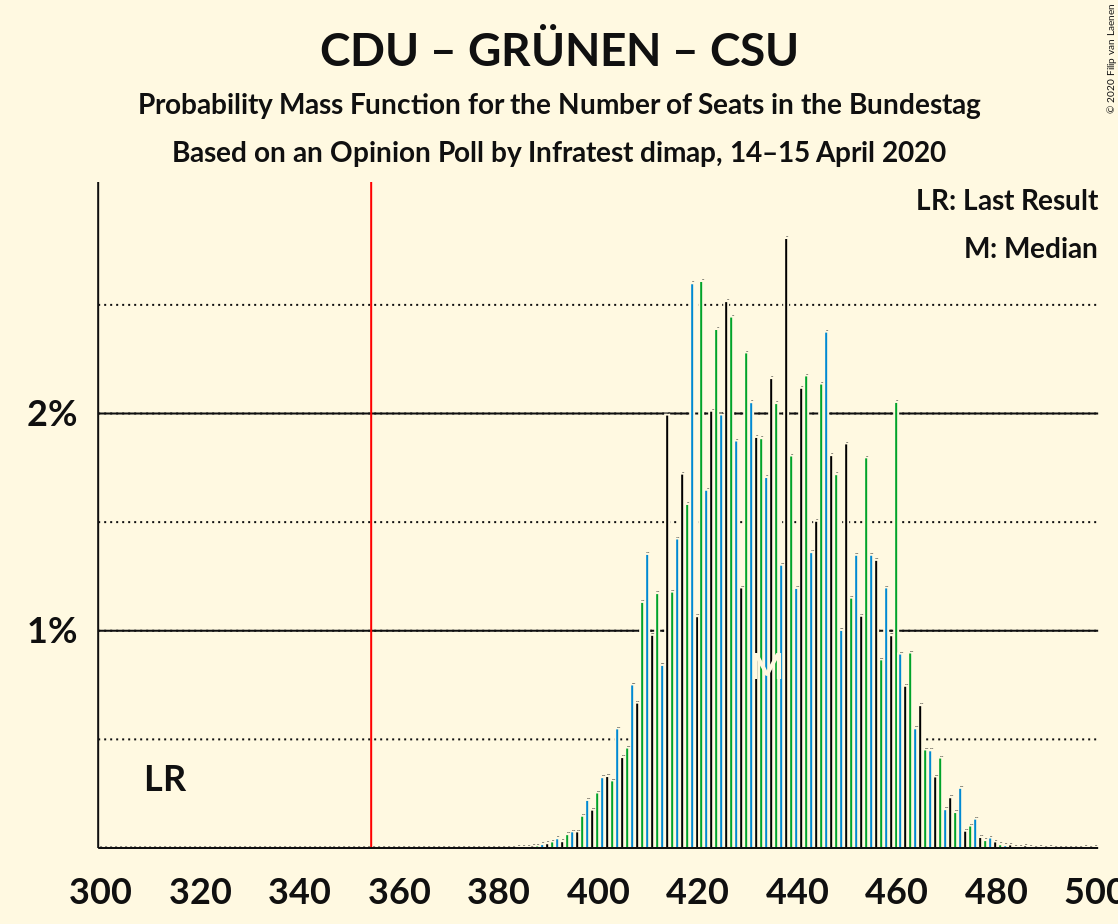 CDU – GRÜNEN – CSU
Probability Mass Function for the Number of Seats in the Bundestag
Based on an Opinion Poll by Infratest dimap, 14–15 April 2020
© 2020 Filip van Laenen
LR: Last Result
M: Median
2%
1%
M
LR
300 320 340 360 380 400 420 440 460 480 500